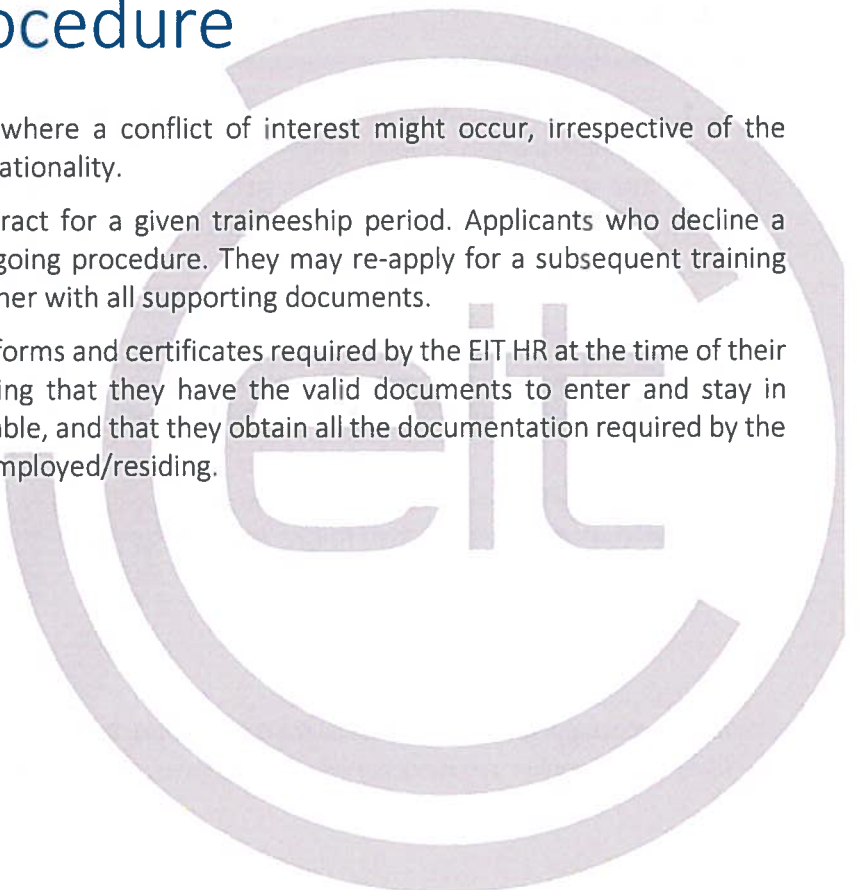 ocedure
where a conflict of interest might occur, irrespective of the
ationality.
ract for a given traineeship period. Applicants who decline a
going procedure. They may re-apply for a subsequent training
ner with all supporting documents.
forms and certificates required by the EIT HR at the time of their
ing that they have the valid documents to enter and stay in
able, and that they obtain all the documentation required by the
mployed/residing.
eit